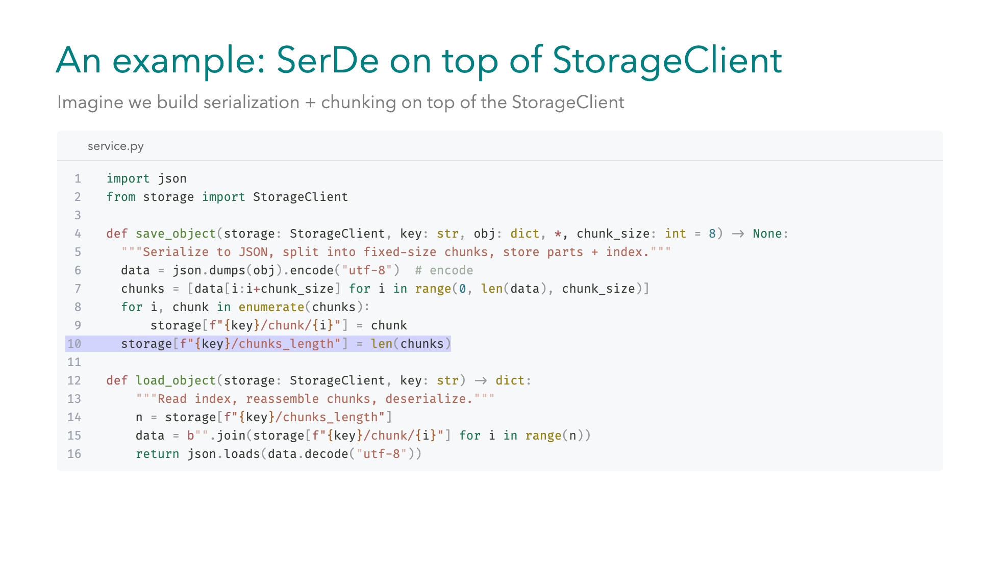 An example: SerDe on top of StorageClient
Imagine we build serialization + chunking on top of the StorageClient
service.py
1 import json
2 from storage import StorageClient
3
4 def save_object(storage: StorageClient, key: str, obj: dict, *, chunk_size: int = 8) -> None:
5   """Serialize to JSON, split into fixed-size chunks, store parts + index."""
6   data = json.dumps(obj).encode("utf-8")  # encode
7   chunks = [data[i:i+chunk_size] for i in range(0, len(data), chunk_size)]
8   for i, chunk in enumerate(chunks):
9       storage[f"{key}/chunk/{i}"] = chunk
10   storage[f"{key}/chunks_length"] = len(chunks)
11
12 def load_object(storage: StorageClient, key: str) -> dict:
13     """Read index, reassemble chunks, deserialize."""
14     n = storage[f"{key}/chunks_length"]
15     data = b"".join(storage[f"{key}/chunk/{i}"] for i in range(n))
16     return json.loads(data.decode("utf-8"))